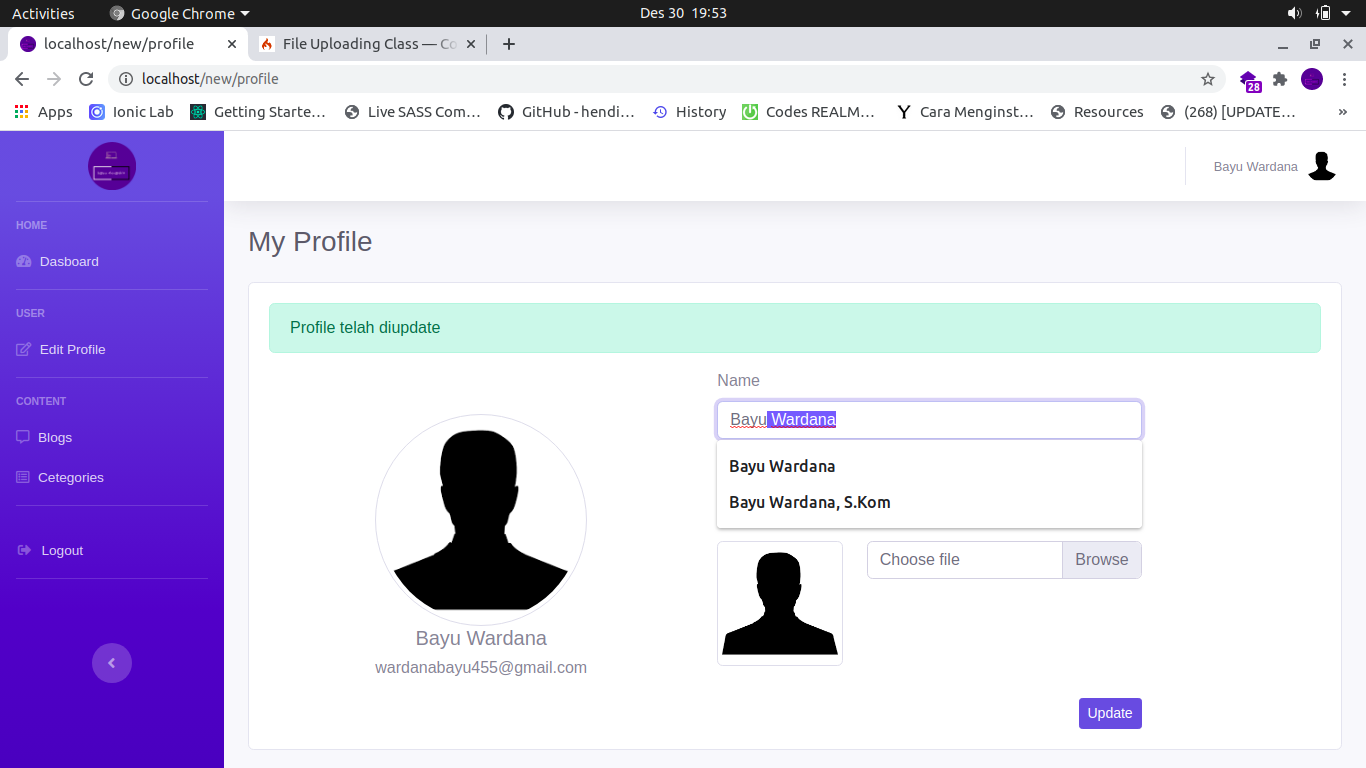 Activities
Google Chrome
Des 30 19:53
localhost/new/profile
File Uploading Class — Co
localhost/new/profile
28
Apps
Ionic Lab
Getting Starte…
Live SASS Com…
GitHub - hendi…
History
Codes REALM…
Cara Menginst…
Resources
(268) [UPDATE…
»
Bayu Wardana
HOME
Dasboard
USER
Edit Profile
CONTENT
Blogs
Cetegories
Logout
My Profile
Profile telah diupdate
Name
Bayu Wardana
Bayu Wardana
Bayu Wardana, S.Kom
Choose file
Browse
Bayu Wardana
wardanabayu455@gmail.com
Update